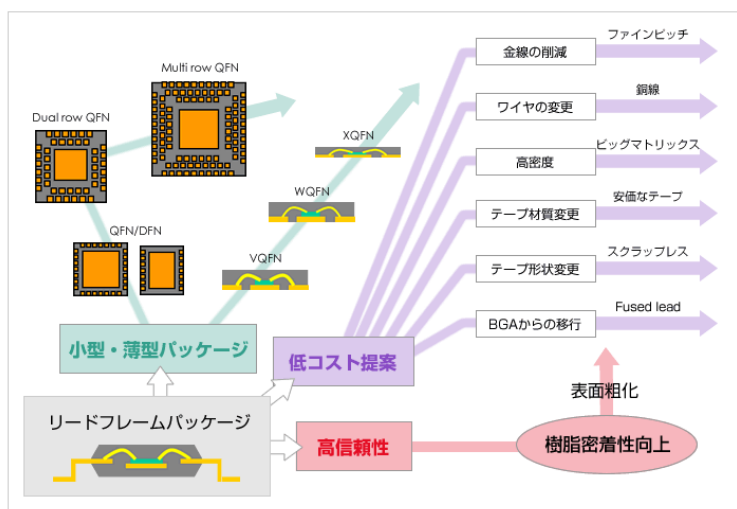 Multi row QFN
Dual row QFN
XQFN
WQFN
QFN/DFN
VQFN
金線の削減
ファインピッチ
ワイヤの変更
銅線
高密度
ビッグマトリックス
テープ材質変更
安価なテープ
テープ形状変更
スクラップレス
BGAからの移行
Fused lead
小型・薄型パッケージ
低コスト提案
リードフレームパッケージ
高信頼性
表面粗化
樹脂密着性向上